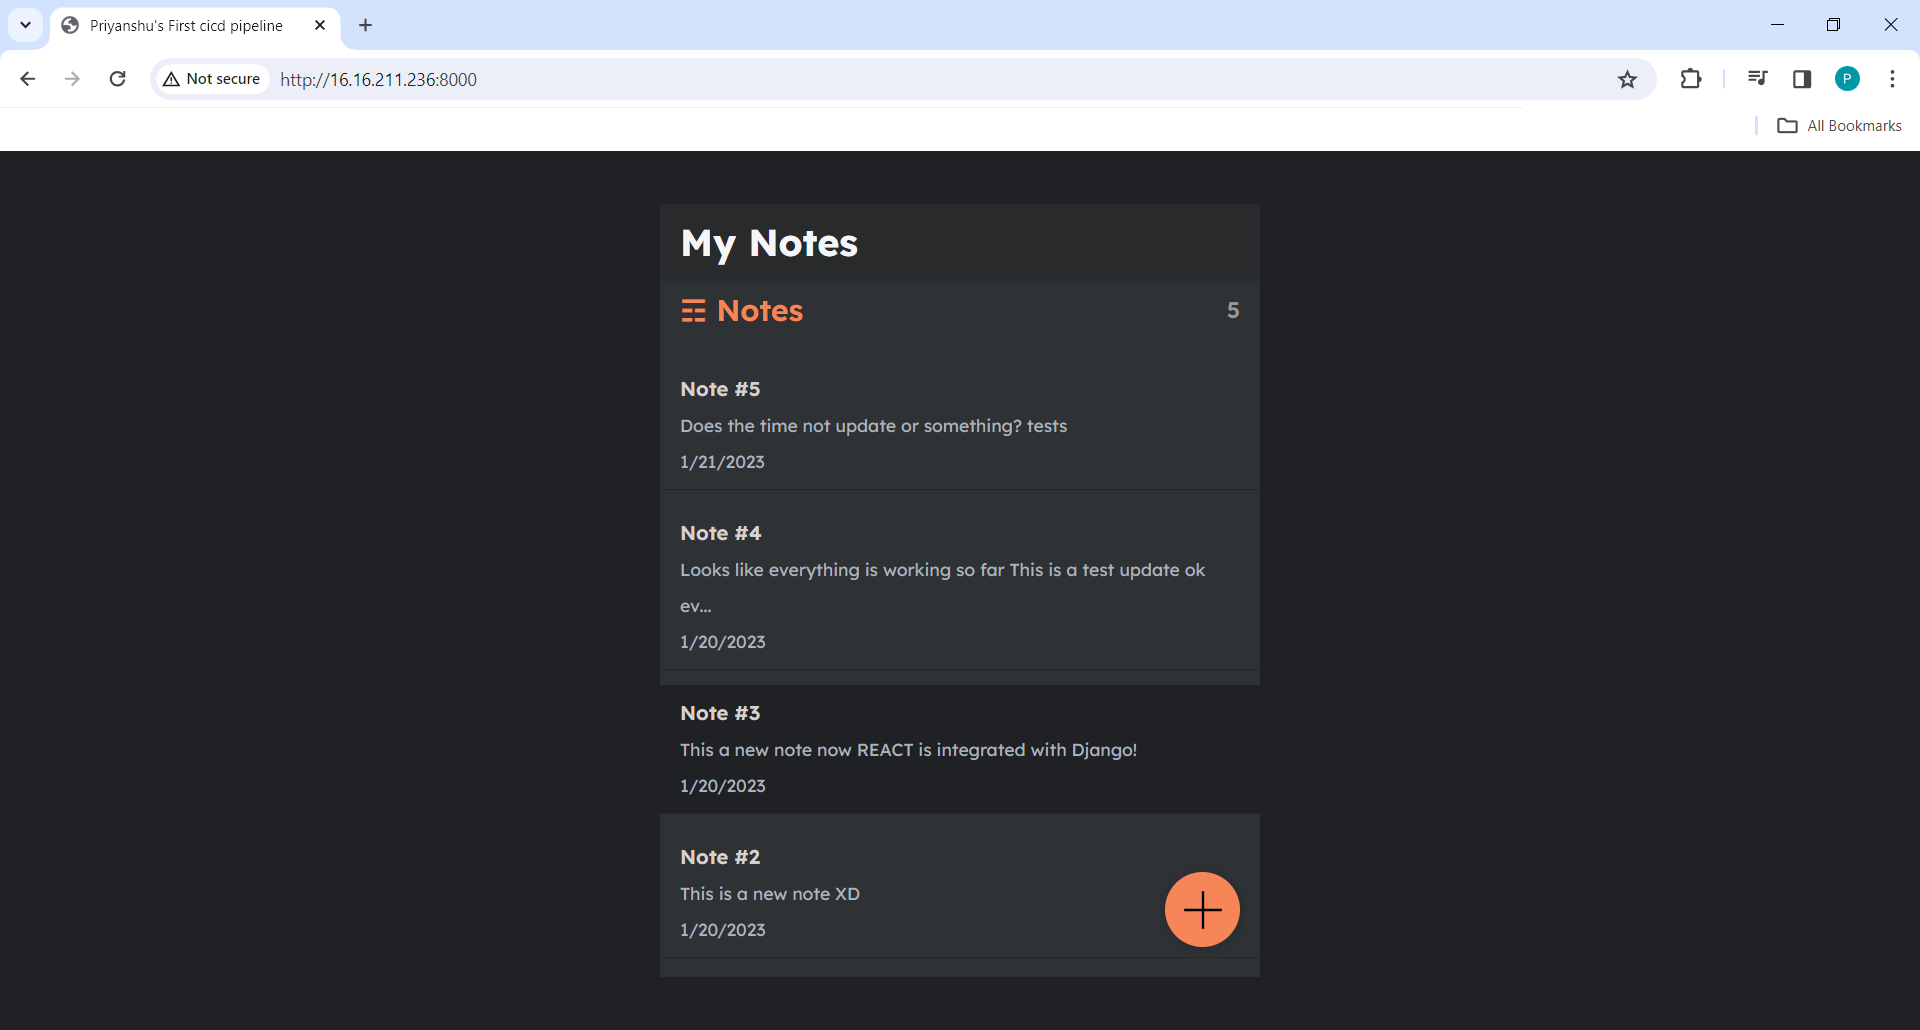 Priyanshu's First cicd pipeline
Not secure http://16.16.211.236:8000
P
All Bookmarks
My Notes
Notes 5
Note #5
Does the time not update or something? tests
1/21/2023
Note #4
Looks like everything is working so far This is a test update ok
ev...
1/20/2023
Note #3
This a new note now REACT is integrated with Django!
1/20/2023
Note #2
This is a new note XD
1/20/2023